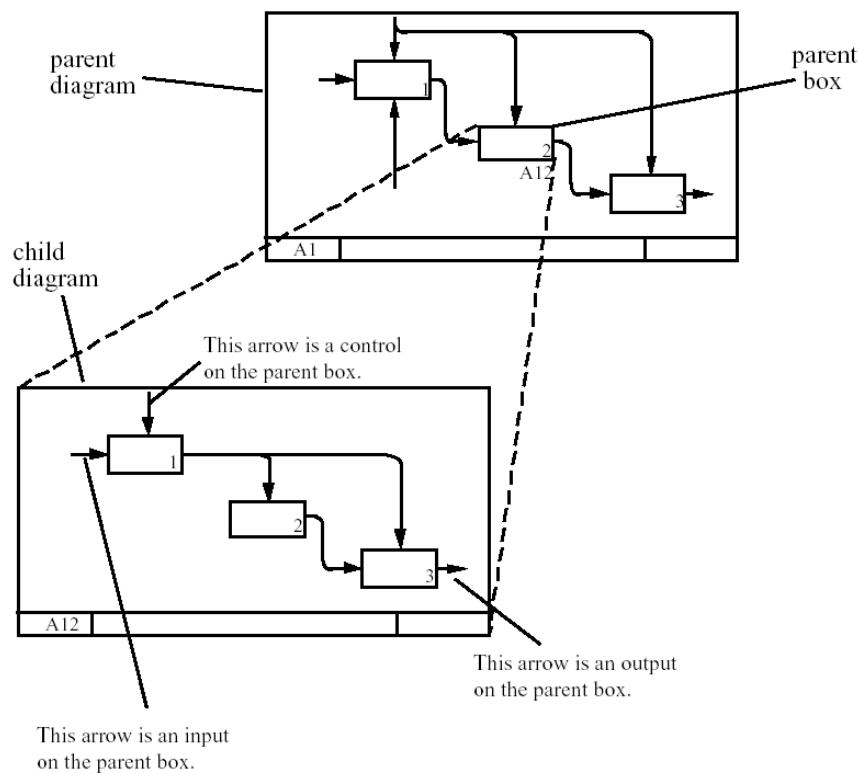 parent
diagram
parent
box
1
2
A12
3
A1
child
diagram
This arrow is a control
on the parent box.
1
2
3
A12
This arrow is an output
on the parent box.
This arrow is an input
on the parent box.